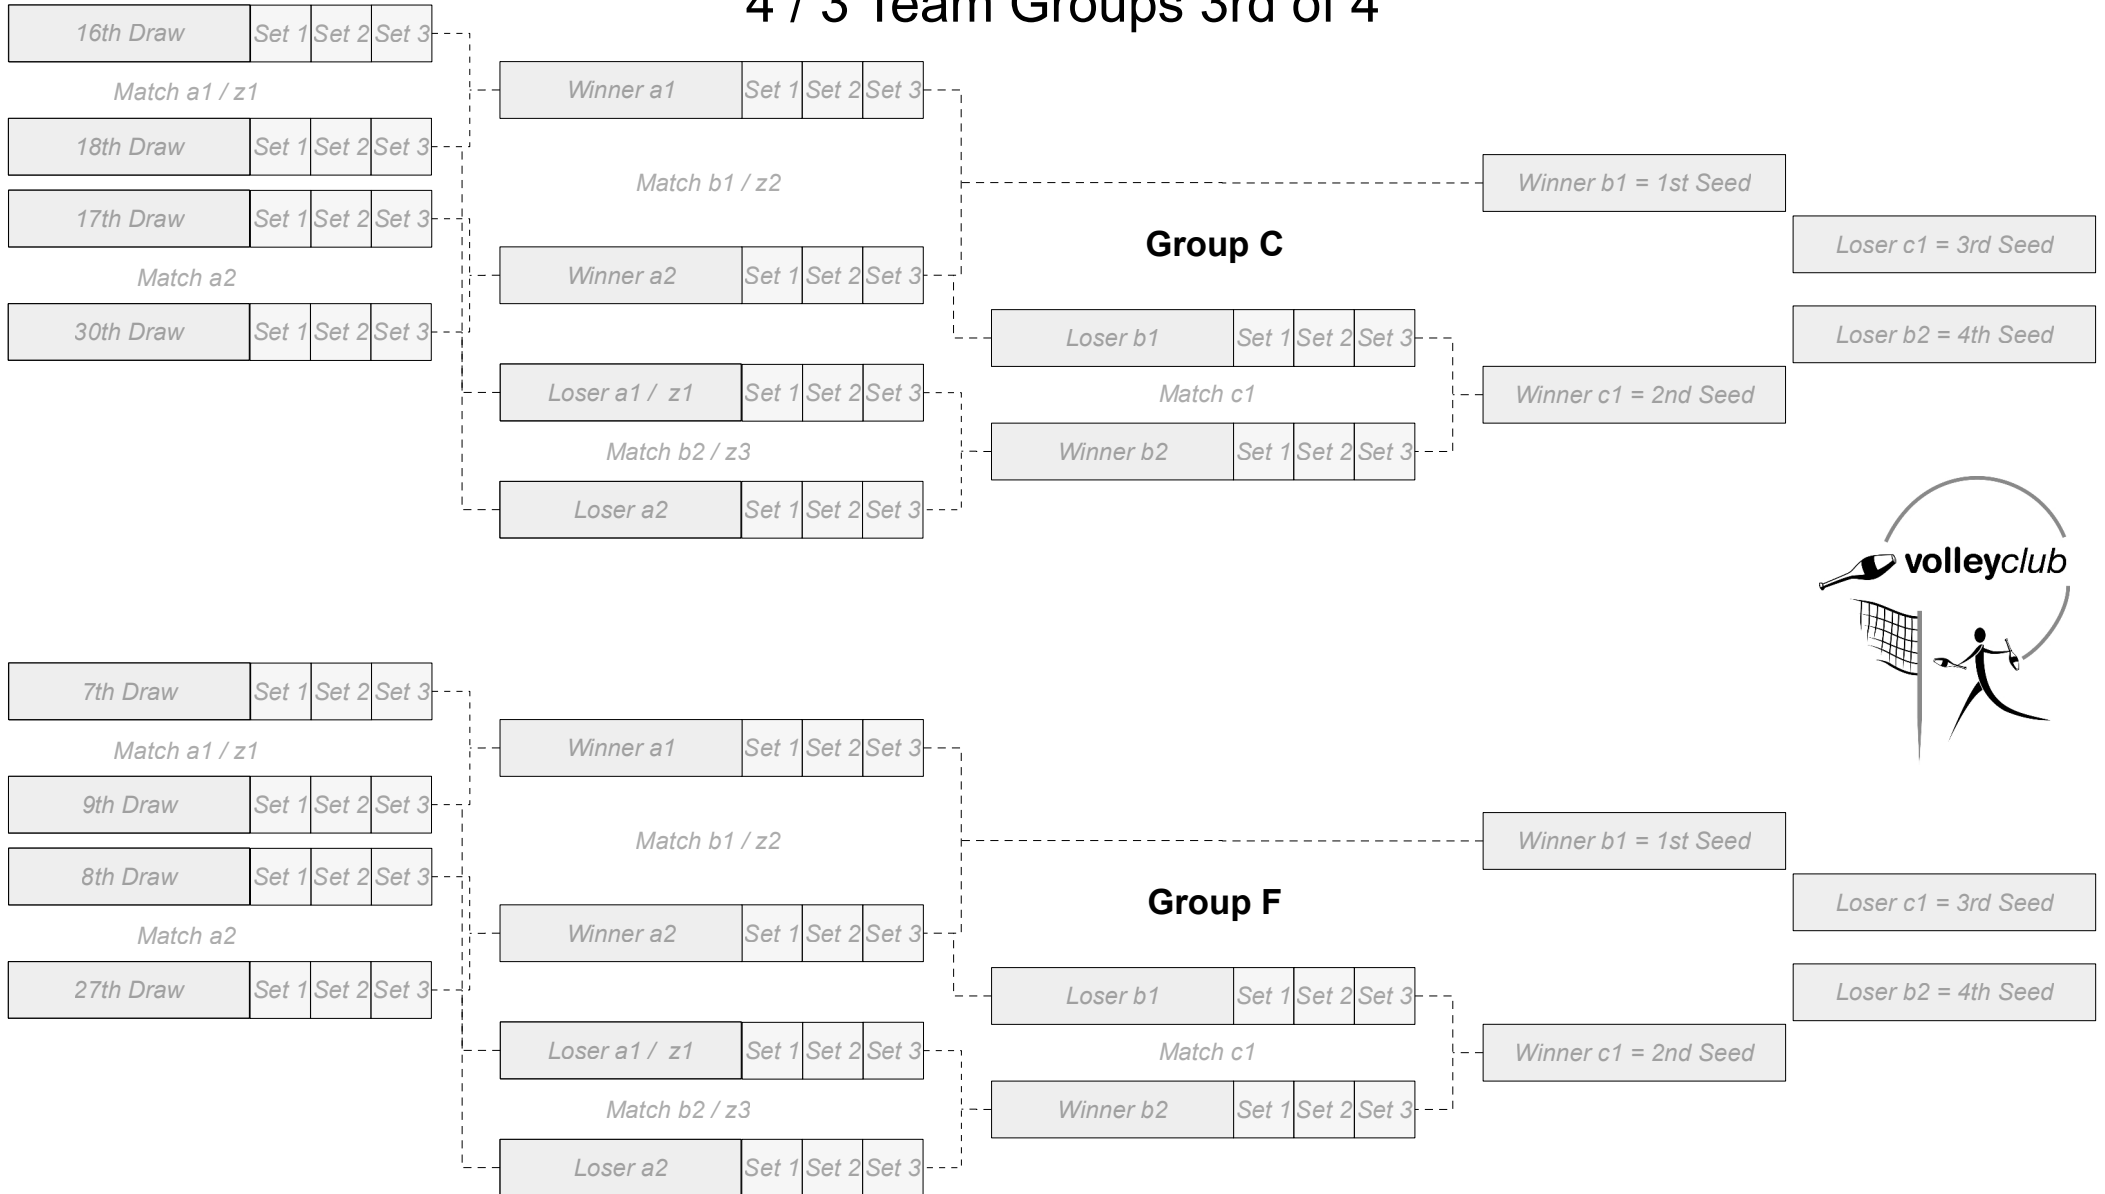 4 / 3 Team Groups 3rd of 4
16th Draw Set 1 Set 2 Set 3
Match a1 / z1
18th Draw Set 1 Set 2 Set 3
17th Draw Set 1 Set 2 Set 3
Match a2
30th Draw Set 1 Set 2 Set 3
Winner a1 Set 1 Set 2 Set 3
Match b1 / z2
Winner a2 Set 1 Set 2 Set 3
Loser a1 / z1 Set 1 Set 2 Set 3
Match b2 / z3
Loser a2 Set 1 Set 2 Set 3
Group C
Loser b1 Set 1 Set 2 Set 3
Match c1
Winner b2 Set 1 Set 2 Set 3
Winner b1 = 1st Seed
Loser c1 = 3rd Seed
Loser b2 = 4th Seed
Winner c1 = 2nd Seed
volleyclub
7th Draw Set 1 Set 2 Set 3
Match a1 / z1
9th Draw Set 1 Set 2 Set 3
8th Draw Set 1 Set 2 Set 3
Match a2
27th Draw Set 1 Set 2 Set 3
Winner a1 Set 1 Set 2 Set 3
Match b1 / z2
Winner a2 Set 1 Set 2 Set 3
Loser a1 / z1 Set 1 Set 2 Set 3
Match b2 / z3
Loser a2 Set 1 Set 2 Set 3
Group F
Loser b1 Set 1 Set 2 Set 3
Match c1
Winner b2 Set 1 Set 2 Set 3
Winner b1 = 1st Seed
Loser c1 = 3rd Seed
Loser b2 = 4th Seed
Winner c1 = 2nd Seed